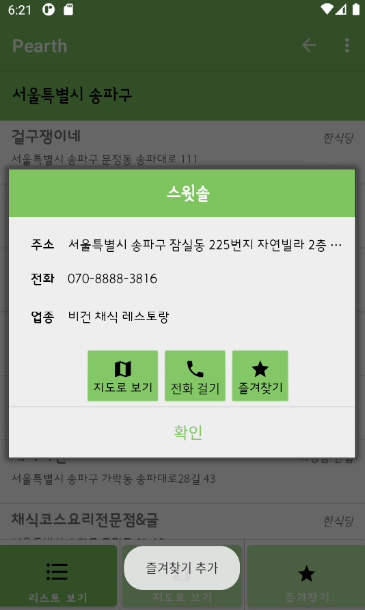 6:21
Pearth
서울특별시 송파구
걸구쟁이네
한식당
서울특별시 송파구 문정동 송파대로 111
스윗솔
주소 서울특별시 송파구 잠실동 225번지 자연빌라 2층 ...
전화 070-8888-3816
업종 비건 채식 레스토랑
지도로 보기 전화 걸기 즐겨찾기
확인
서울특별시 송파구 가락동 송파대로28길 43
채식코스요리전문점&굴
한식당
리스트 보기 지도로 보기 즐겨찾기
즐겨찾기 추가